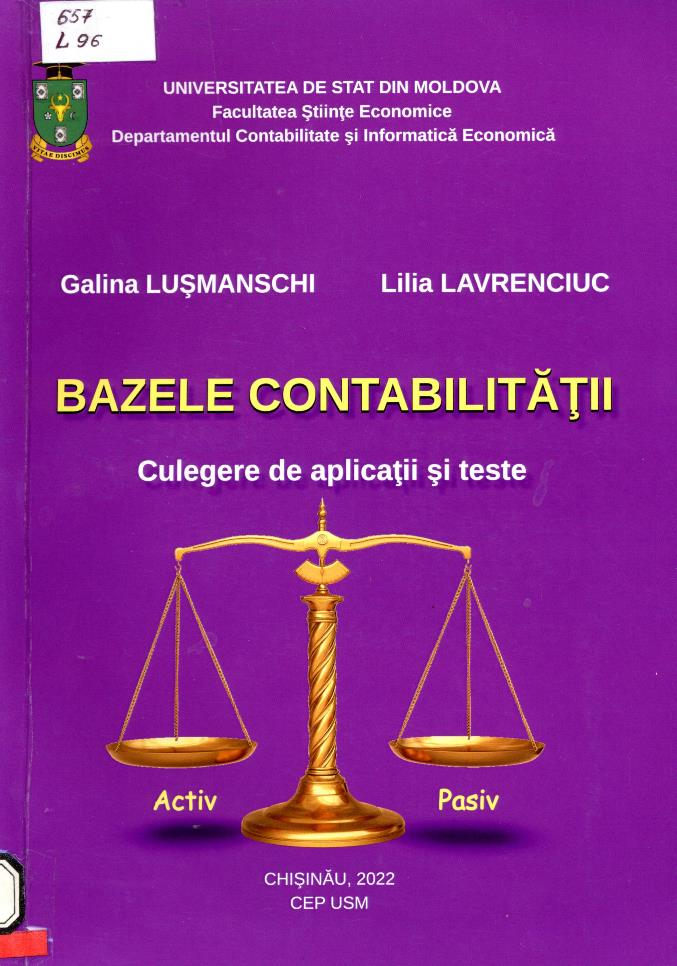 657
L 96
VITAE DISCIMUS
UNIVERSITATEA DE STAT DIN MOLDOVA
Facultatea Ştiinţe Economice
Departamentul Contabilitate şi Informatică Economică
Galina LUŞMANSCHI Lilia LAVRENCIUC
BAZELE CONTABILITĂŢII
Culegere de aplicaţii şi teste
Activ Pasiv
CHIŞINĂU, 2022
CEP USM